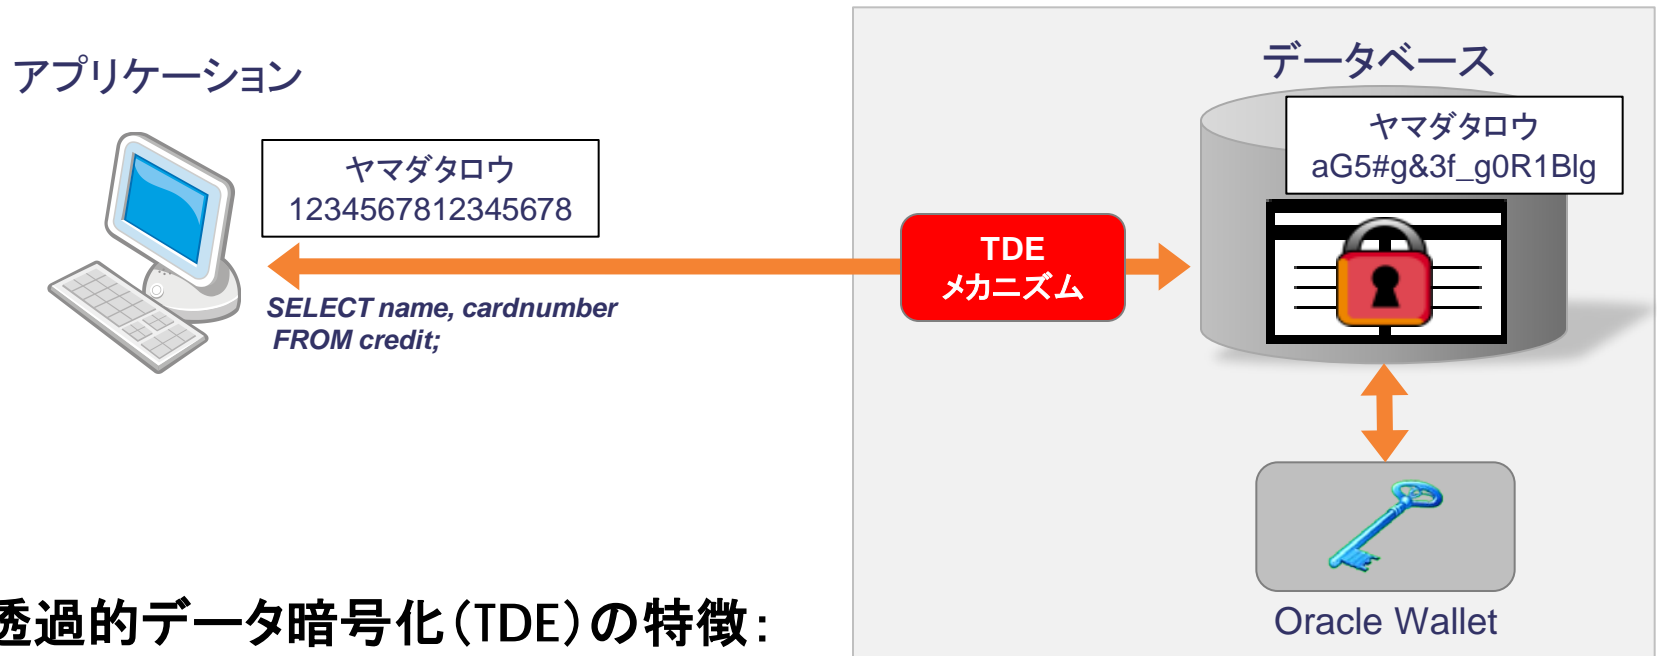 アプリケーション
データベース
ヤマダタロウ
1234567812345678
ヤマダタロウ
aG5#g&3f_g0R1Blg
TDE
メカニズム
SELECT name, cardnumber
FROM credit;
Oracle Wallet
透過的データ暗号化（TDE）の特徴：